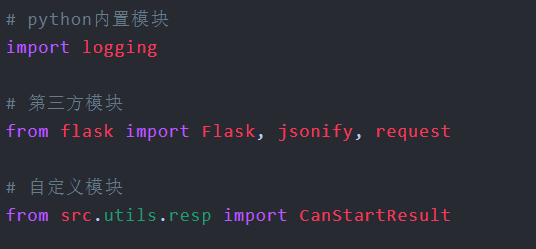 # python内置模块
import logging
# 第三方模块
from flask import Flask, jsonify, request
# 自定义模块
from src.utils.resp import CanStartResult